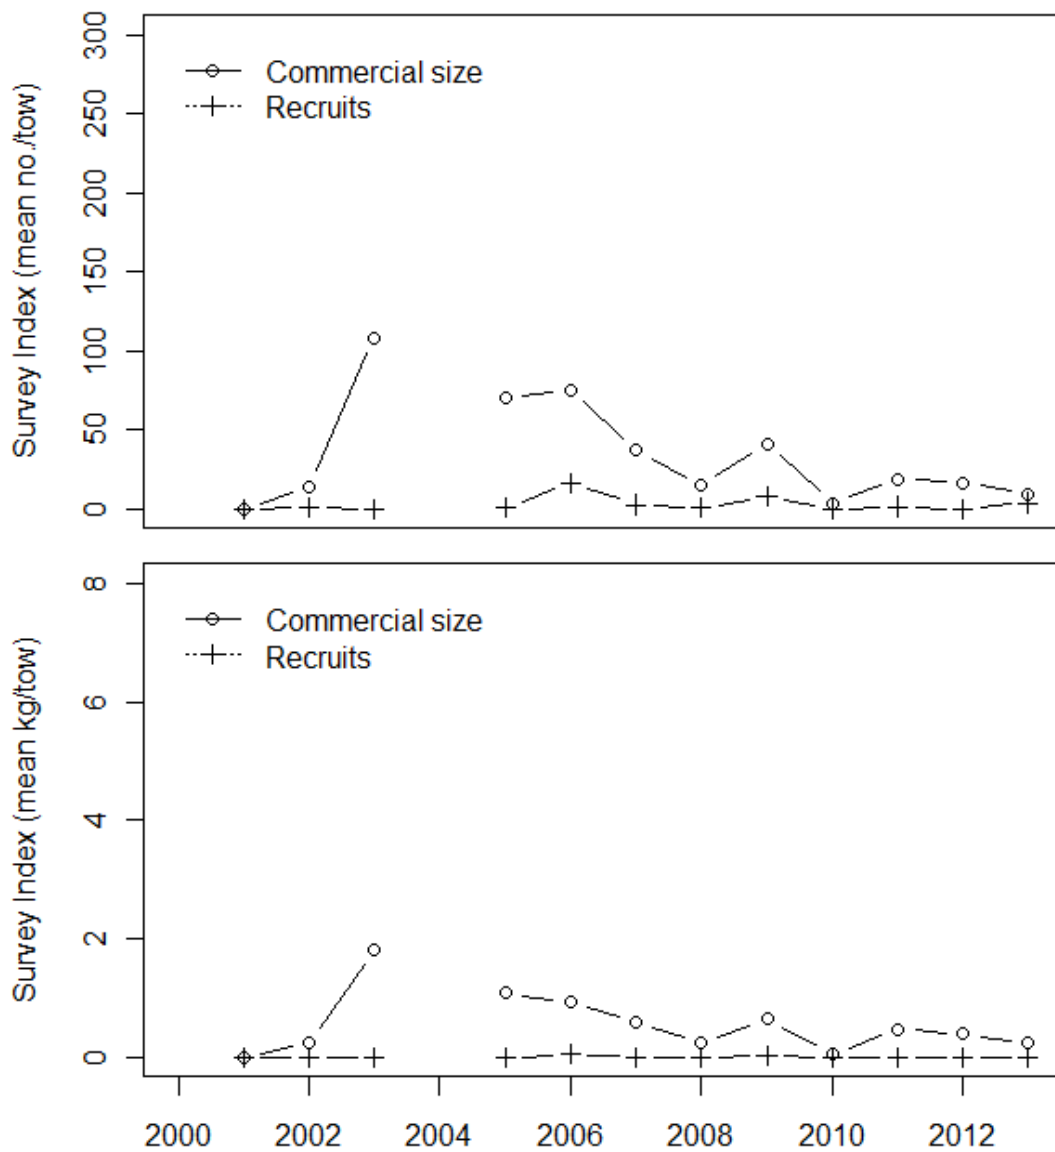 Survey Index (mean no./tow)
300
250
200
150
100
50
0
Commercial size
Recruits
Survey Index (mean kg/tow)
8
6
4
2
0
Commercial size
Recruits
2000 2002 2004 2006 2008 2010 2012